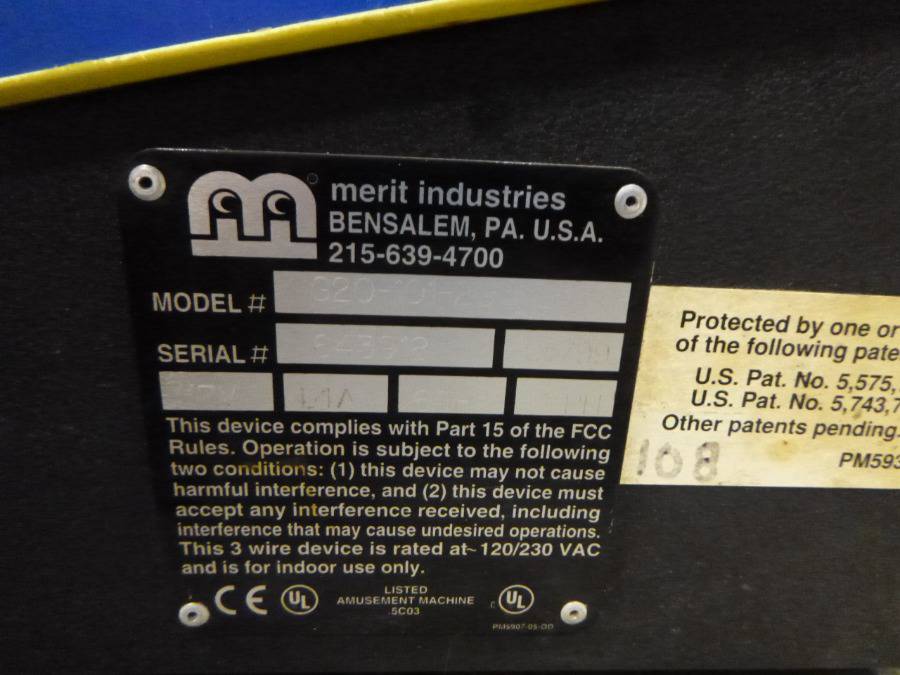 merit industries
BENSALEM, PA. U.S.A.
215-639-4700
MODEL #
SERIAL #
This device complies with Part 15 of the FCC
Rules. Operation is subject to the following
two conditions: (1) this device may not cause
harmful interference, and (2) this device must
accept any interference received, including
interference that may cause undesired operations.
This 3 wire device is rated at~ 120/230 VAC
and is for indoor use only.
CE UL LISTED
AMUSEMENT MACHINE
5C03
C UL
PM5907-05-DD
Protected by one or
of the following pate
U.S. Pat. No. 5,575,
U.S. Pat. No. 5,743,7
Other patents pending.
PM593
108